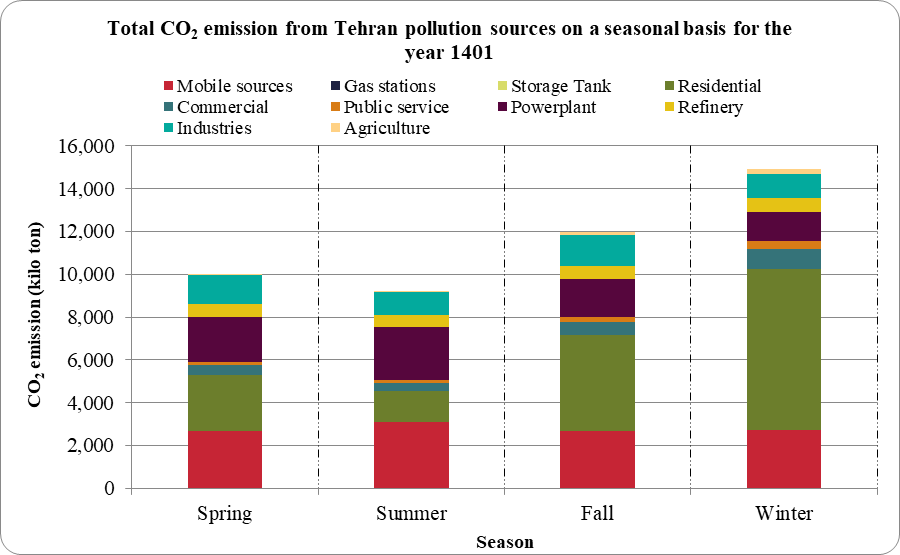 Total CO₂ emission from Tehran pollution sources on a seasonal basis for the
year 1401
Mobile sources Gas stations Storage Tank Residential
Commercial Public service Powerplant Refinery
Industries Agriculture
16,000
14,000
12,000
10,000
8,000
6,000
4,000
2,000
0
CO₂ emission (kilo ton)
Spring Summer Fall Winter
Season